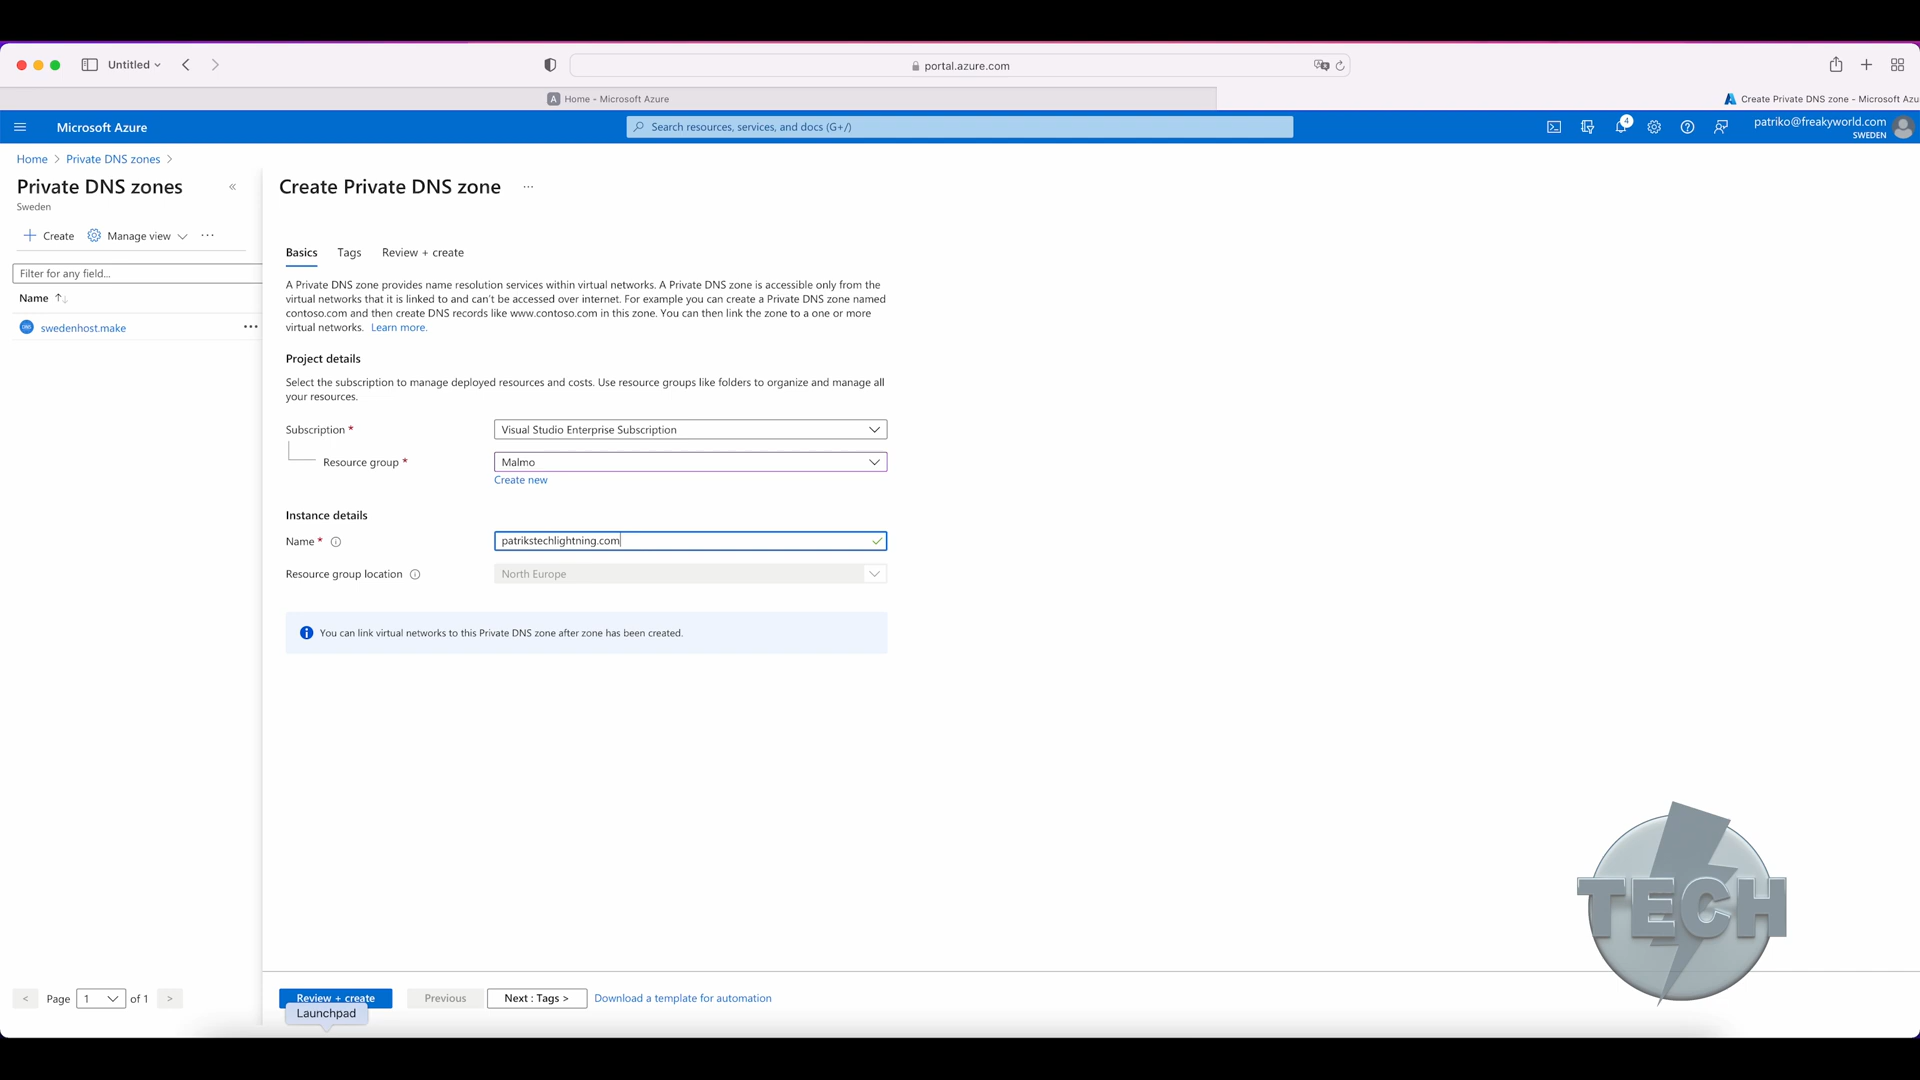 Untitled
portal.azure.com
A Home - Microsoft Azure
Create Private DNS zone - Microsoft Azu
Microsoft Azure
Search resources, services, and docs (G+/)
4
patriko@freakyworld.com
SWEDEN
Home > Private DNS zones >
Private DNS zones
«
Sweden
Create Private DNS zone
...
+ Create
Manage view
...
Filter for any field...
Name ↑↓
swedenhost.make
...
Basics
Tags
Review + create
A Private DNS zone provides name resolution services within virtual networks. A Private DNS zone is accessible only from the
virtual networks that it is linked to and can't be accessed over internet. For example you can create a Private DNS zone named
contoso.com and then create DNS records like www.contoso.com in this zone. You can then link the zone to a one or more
virtual networks. Learn more.
Project details
Select the subscription to manage deployed resources and costs. Use resource groups like folders to organize and manage all
your resources.
Subscription *
Visual Studio Enterprise Subscription
Resource group *
Malmo
Create new
Instance details
Name *
patrikstechlightning.com
Resource group location
North Europe
You can link virtual networks to this Private DNS zone after zone has been created.
TECH
< Page 1 of 1 >
Review + create
Previous
Next : Tags >
Download a template for automation
Launchpad